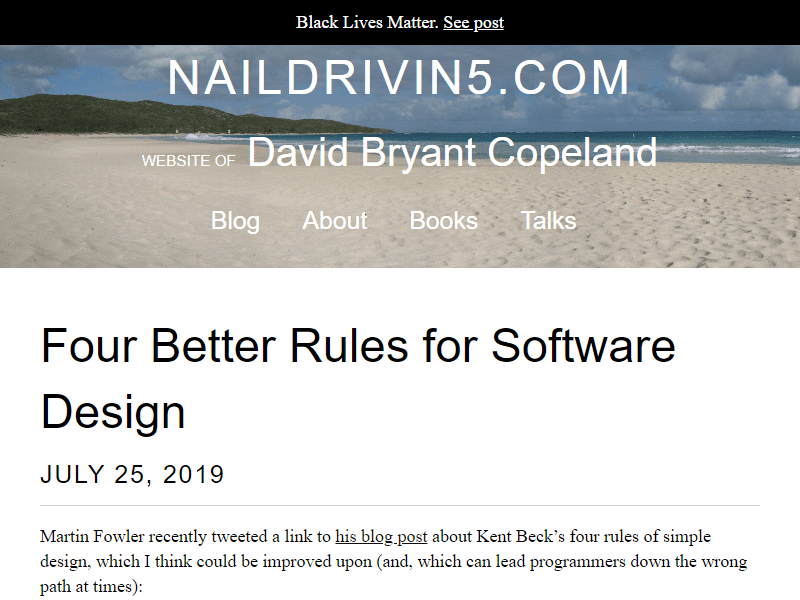 Black Lives Matter. See post
NAILDRIVIN5.COM
WEBSITE OF David Bryant Copeland
Blog About Books Talks
Four Better Rules for Software
Design
JULY 25, 2019
Martin Fowler recently tweeted a link to his blog post about Kent Beck’s four rules of simple
design, which I think could be improved upon (and, which can lead programmers down the wrong
path at times):